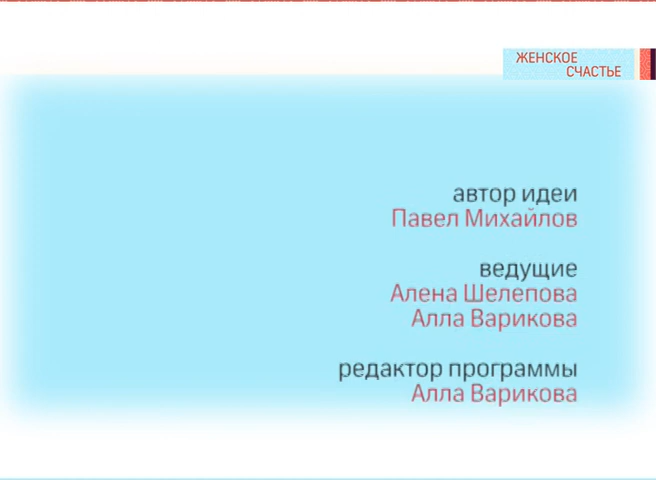 ЖЕНСКОЕ
СЧАСТЬЕ
автор идеи
Павел Михайлов
ведущие
Алена Шелепова
Алла Варикова
редактор программы
Алла Варикова